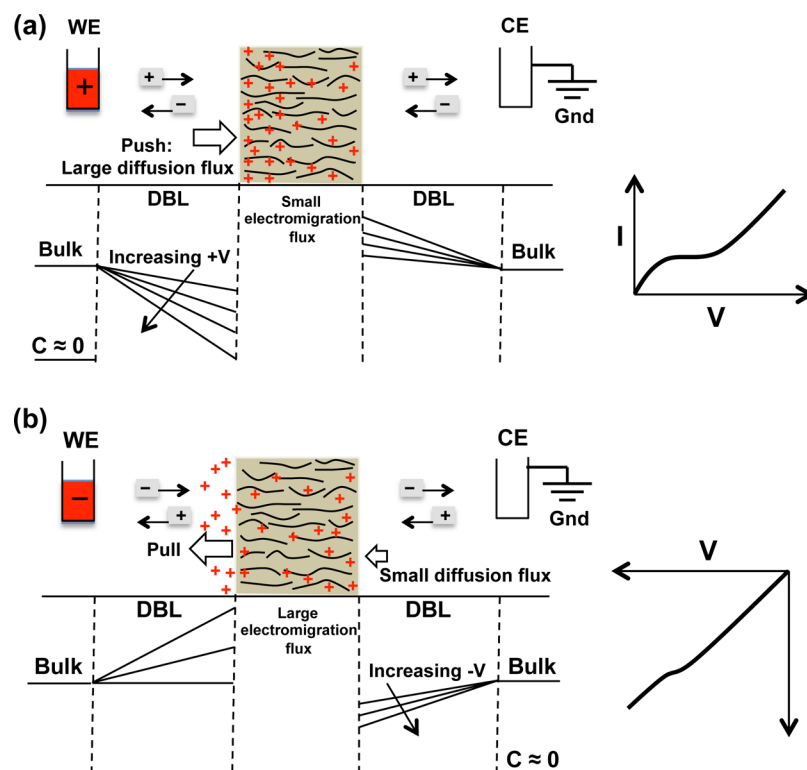 (a)
WE
CE
+
+
−
+
−
Gnd
Push:
Large diffusion flux
DBL
Small
electromigration
flux
DBL
Bulk
Increasing +V
Bulk
C ≈ 0
I
V
(b)
WE
CE
−
−
+
−
+
Gnd
Pull
Small diffusion flux
V
DBL
Large
electromigration
flux
DBL
Bulk
Increasing -V
Bulk
C ≈ 0